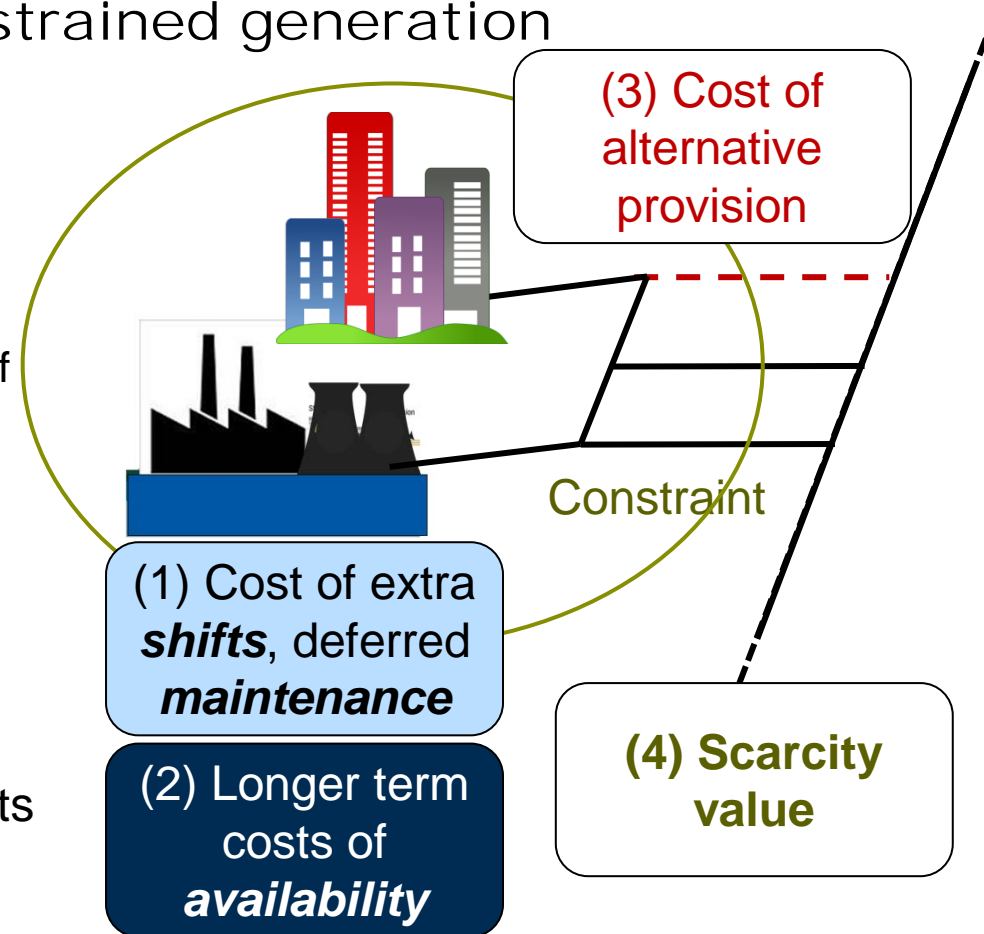 strained generation
(3) Cost of
alternative
provision
f
Constraint
(1) Cost of extra
shifts, deferred
maintenance
(4) Scarcity
value
ts
(2) Longer term
costs of
availability